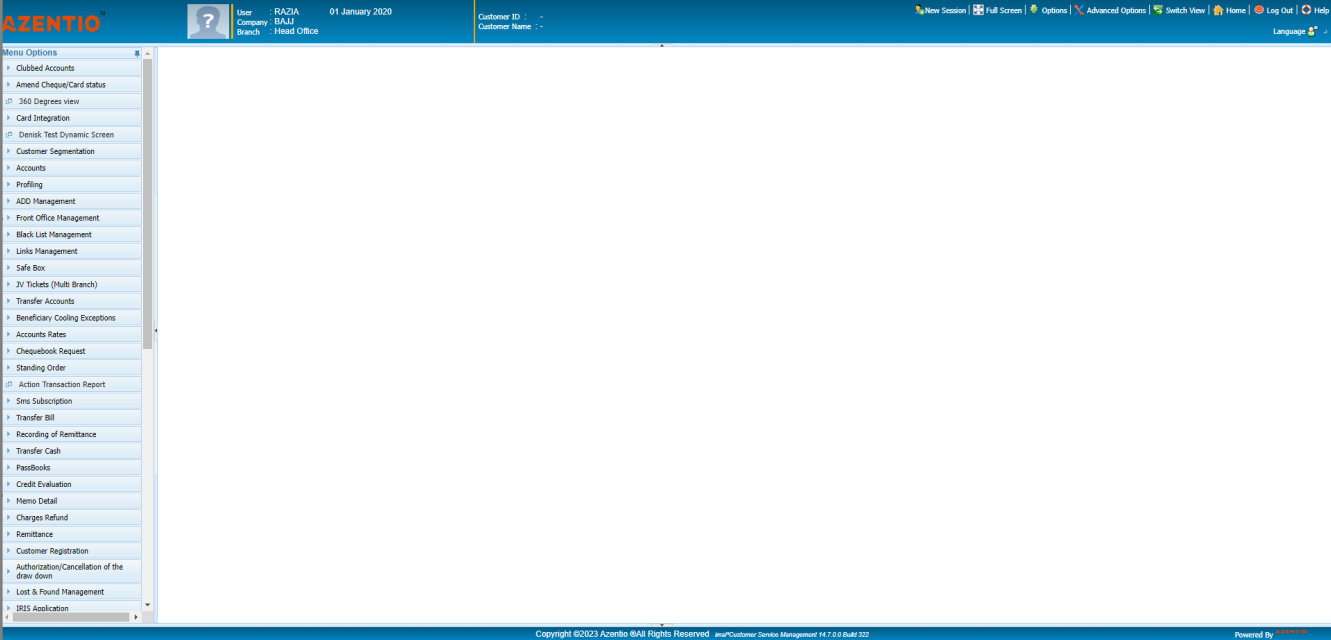 AZENTIO™
User : RAZIA 01 January 2020
Company : BAJJ
Branch : Head Office
Customer ID : -
Customer Name : -
New Session | Full Screen | Options | Advanced Options | Switch View | Home | Log Out | Help
Language
Menu Options
Clubbed Accounts
Amend Cheque/Card status
360 Degrees view
Card Integration
Denisk Test Dynamic Screen
Customer Segmentation
Accounts
Profiling
ADD Management
Front Office Management
Black List Management
Links Management
Safe Box
JV Tickets (Multi Branch)
Transfer Accounts
Beneficiary Cooling Exceptions
Accounts Rates
Chequebook Request
Standing Order
Action Transaction Report
Sms Subscription
Transfer Bill
Recording of Remittance
Transfer Cash
PassBooks
Credit Evaluation
Memo Detail
Charges Refund
Remittance
Customer Registration
Authorization/Cancellation of the
draw down
Lost & Found Management
IRIS Application
Copyright ©2023 Azentio ®All Rights Reserved imal®Customer Service Management 14.7.0.0 Build 322
Powered By AZENTIO